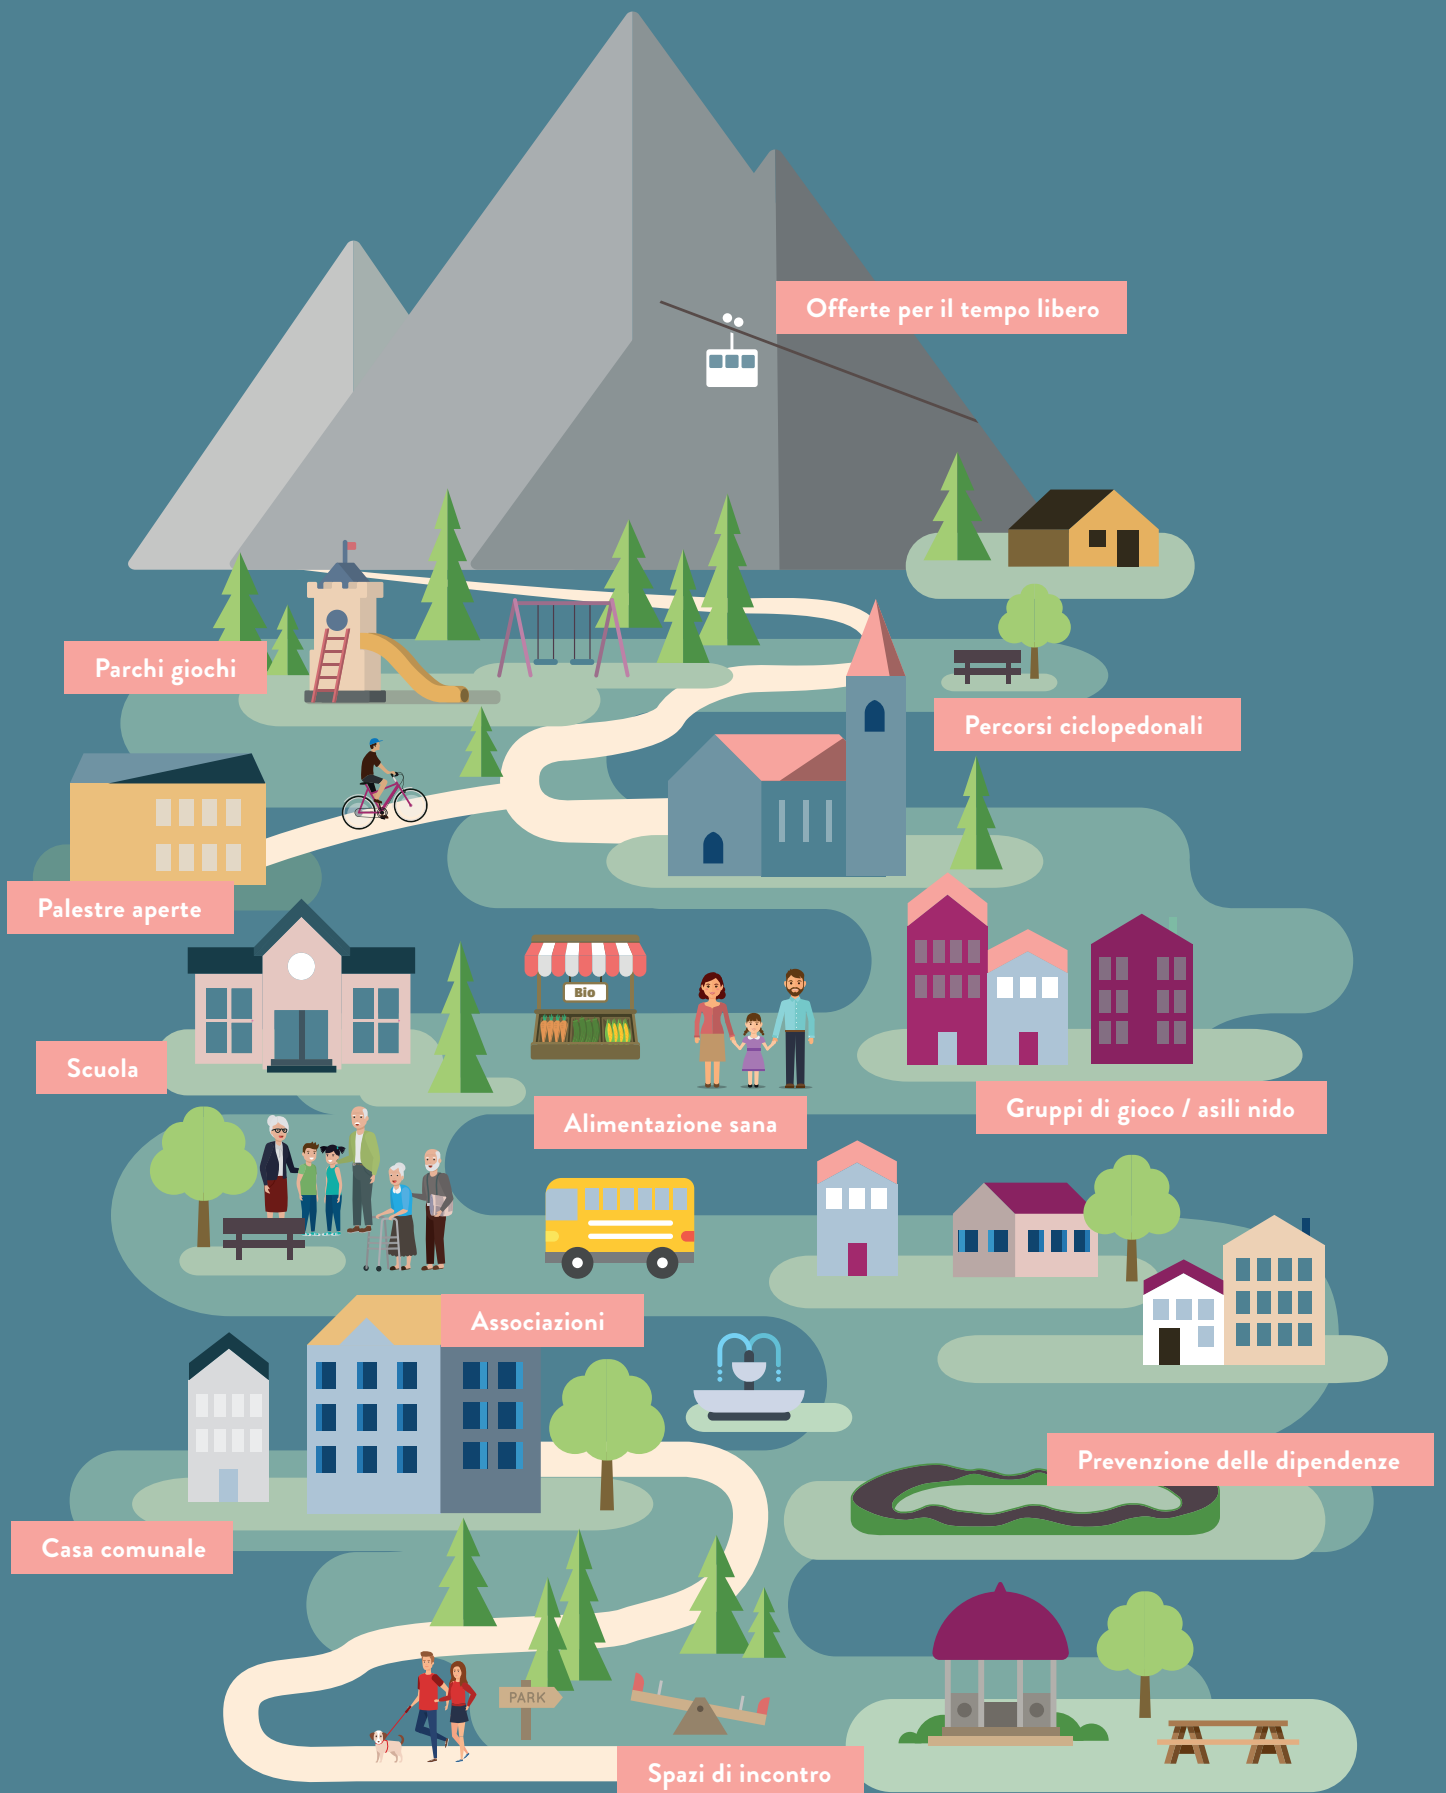 Offerte per il tempo libero
Parchi giochi
Percorsi ciclopedonali
Palestre aperte
Bio
Scuola
Gruppi di gioco / asili nido
Alimentazione sana
Associazioni
Prevenzione delle dipendenze
Casa comunale
PARK
Spazi di incontro